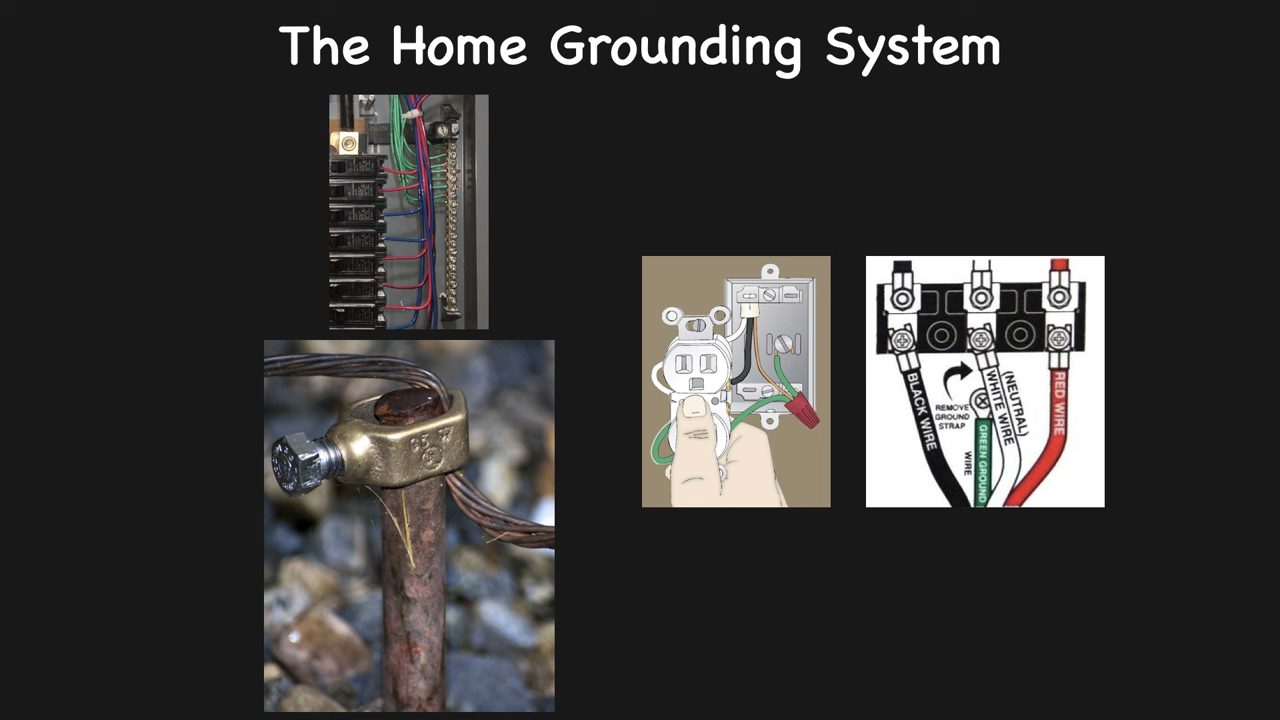 The Home Grounding System
BLACK WIRE
REMOVE
GROUND
STRAP
WIRE
GREEN GROUND
WHITE WIRE
(NEUTRAL)
RED WIRE